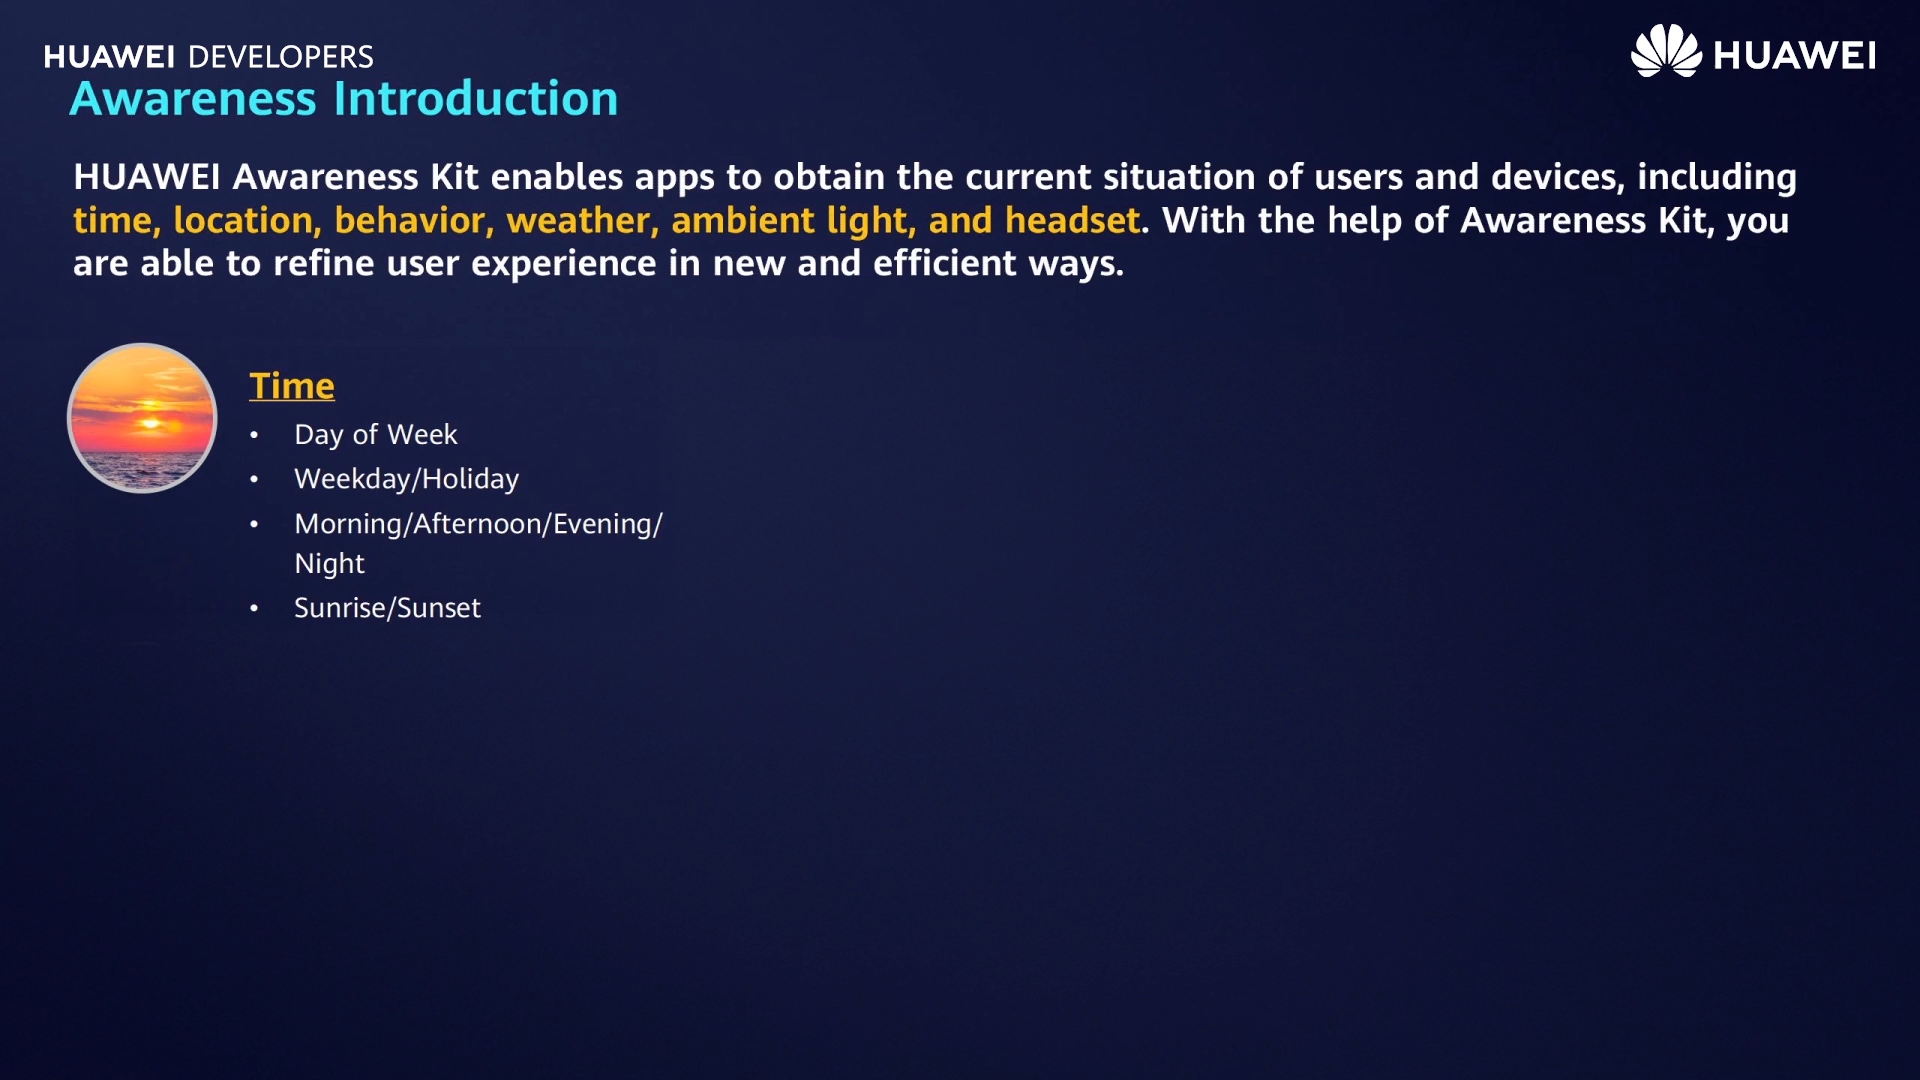 HUAWEI DEVELOPERS
HUAWEI
Awareness Introduction
HUAWEI Awareness Kit enables apps to obtain the current situation of users and devices, including
time, location, behavior, weather, ambient light, and headset. With the help of Awareness Kit, you
are able to refine user experience in new and efficient ways.
Time
• Day of Week
• Weekday/Holiday
• Morning/Afternoon/Evening/
Night
• Sunrise/Sunset